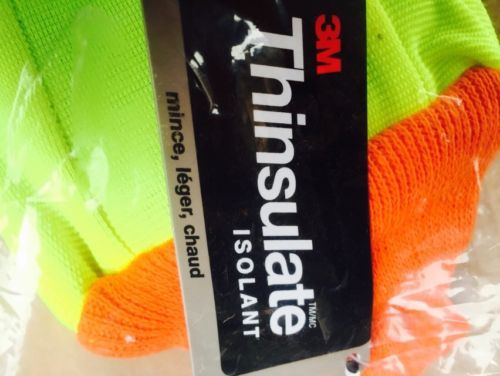 3M
Thinsulate TM/MC
ISOLANT
mince, léger, chaud